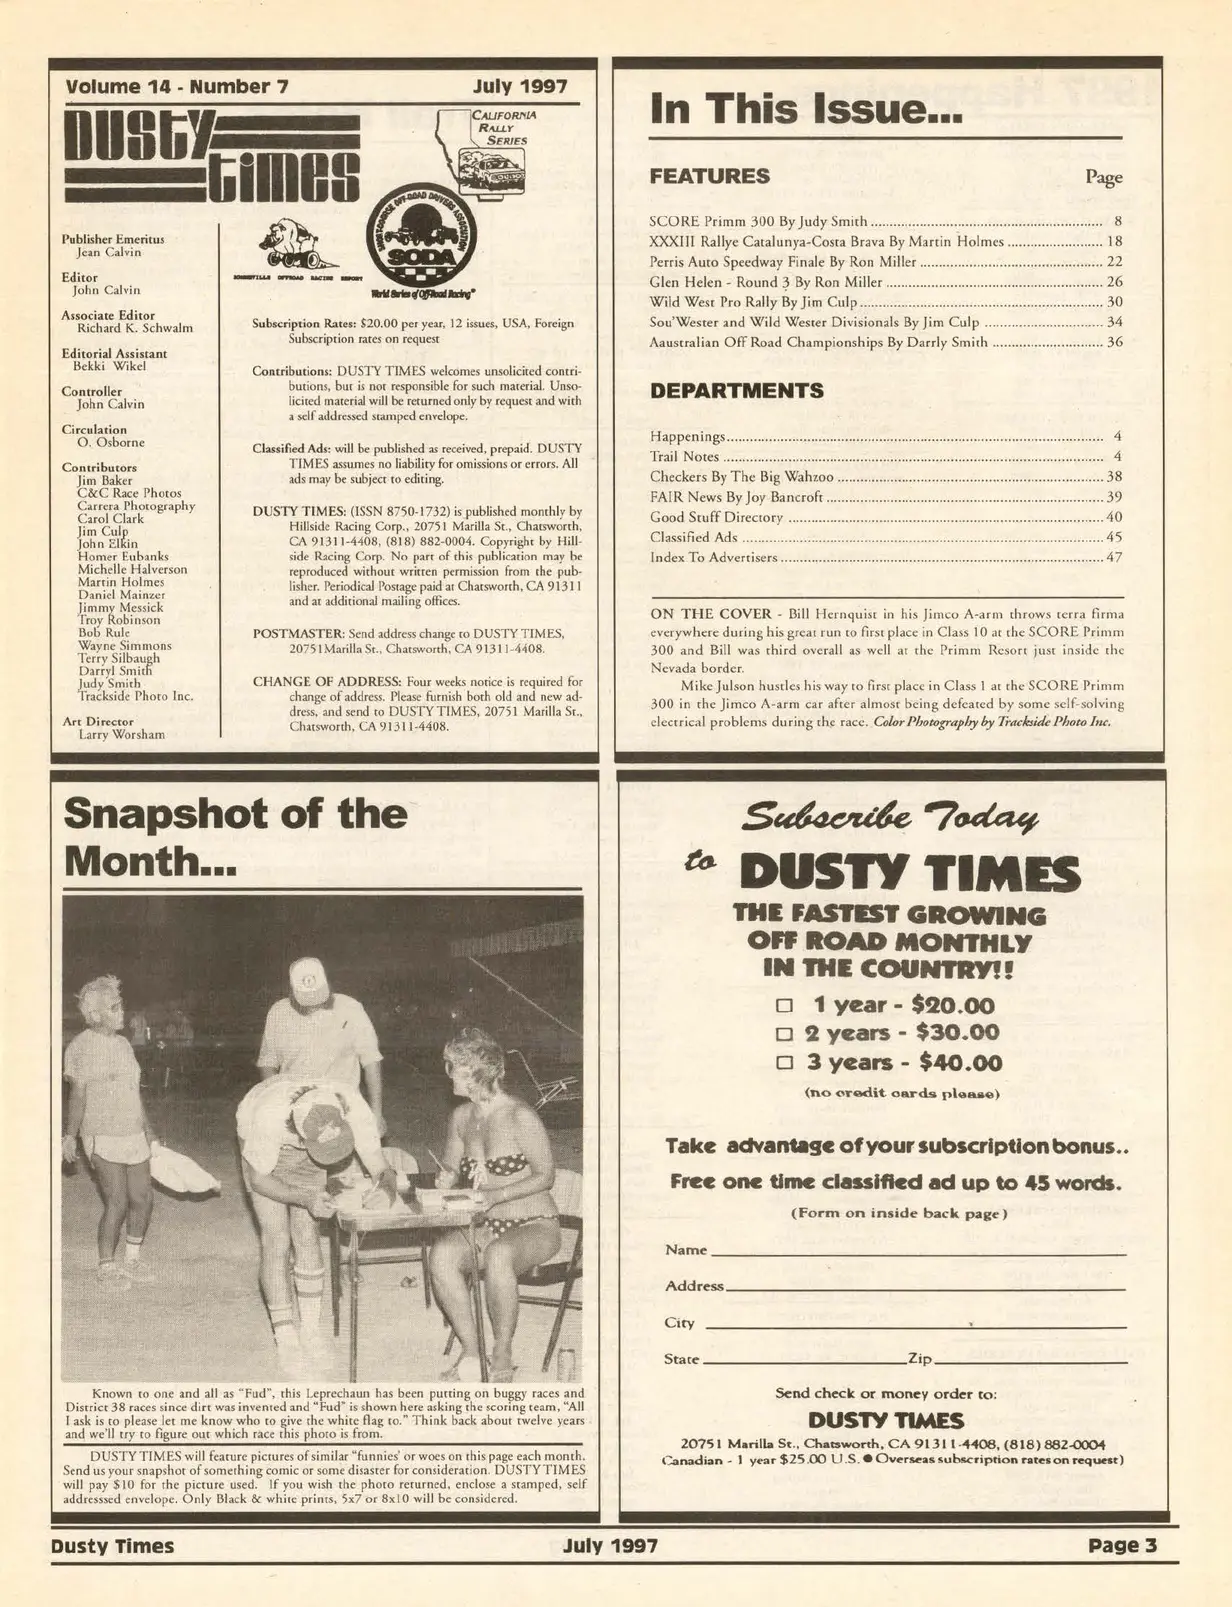 Volume 14 - Number 7 July 1997
Dusty
times
CALIFORNIA
RALLY
SERIES
WEST-COURSE OFF-ROAD DRIVERS ASSOCIATION
SODA
World Series of Off-Road Racing
BONNEVILLE OFFROAD RACING REPORT
Publisher Emeritus
Jean Calvin
Editor
John Calvin
Associate Editor
Richard K. Schwalm
Editorial Assistant
Bekki Wikel
Controller
John Calvin
Circulation
O. Osborne
Contributors
Jim Baker
C&C Race Photos
Carrera Photography
Carol Clark
Jim Culp
John Elkin
Homer Eubanks
Michelle Halverson
Martin Holmes
Daniel Mainzer
Jimmy Messick
Troy Robinson
Bob Rule
Wayne Simmons
Terry Silbaugh
Darryl Smith
Judy Smith
Trackside Photo Inc.
Art Director
Larry Worsham
Subscription Rates: $20.00 per year, 12 issues, USA, Foreign
Subscription rates on request
Contributions: DUSTY TIMES welcomes unsolicited contri-
butions, but is not responsible for such material. Unso-
licited material will be returned only by request and with
a self addressed stamped envelope.
Classified Ads: will be published as received, prepaid. DUSTY
TIMES assumes no liability for omissions or errors. All
ads may be subject to editing.
DUSTY TIMES: (ISSN 8750-1732) is published monthly by
Hillside Racing Corp., 20751 Marilla St., Chatsworth,
CA 91311-4408, (818) 882-0004. Copyright by Hill-
side Racing Corp. No part of this publication may be
reproduced without written permission from the pub-
lisher. Periodical Postage paid at Chatsworth, CA 91311
and at additional mailing offices.
POSTMASTER: Send address change to DUSTY TIMES,
20751Marilla St., Chatsworth, CA 91311-4408.
CHANGE OF ADDRESS: Four weeks notice is required for
change of address. Please furnish both old and new ad-
dress, and send to DUSTY TIMES, 20751 Marilla St.,
Chatsworth, CA 91311-4408.
In This Issue...
FEATURES Page
SCORE Primm 300 By Judy Smith 8
XXXIII Rallye Catalunya-Costa Brava By Martin Holmes 18
Perris Auto Speedway Finale By Ron Miller 22
Glen Helen - Round 3 By Ron Miller 26
Wild West Pro Rally By Jim Culp 30
Sou'Wester and Wild Wester Divisionals By Jim Culp 34
Aaustralian Off Road Championships By Darrly Smith 36
DEPARTMENTS
Happenings 4
Trail Notes 4
Checkers By The Big Wahzoo 38
FAIR News By Joy Bancroft 39
Good Stuff Directory 40
Classified Ads 45
Index To Advertisers 47
ON THE COVER - Bill Hernquist in his Jimco A-arm throws terra firma
everywhere during his great run to first place in Class 10 at the SCORE Primm
300 and Bill was third overall as well at the Primm Resort just inside the
Nevada border.
Mike Julson hustles his way to first place in Class 1 at the SCORE Primm
300 in the Jimco A-arm car after almost being defeated by some self-solving
electrical problems during the race. Color Photography by Trackside Photo Inc.
Snapshot of the
Month...
Known to one and all as "Fud", this Leprechaun has been putting on buggy races and
District 38 races since dirt was invented and "Fud" is shown here asking the scoring team, "All
I ask is to please let me know who to give the white flag to." Think back about twelve years
and we'll try to figure out which race this photo is from.
DUSTY TIMES will feature pictures of similar "funnies' or woes on this page each month.
Send us your snapshot of something comic or some disaster for consideration. DUSTY TIMES
will pay $10 for the picture used. If you wish the photo returned, enclose a stamped, self
addresssed envelope. Only Black & white prints, 5x7 or 8x10 will be considered.
Subscribe Today
to DUSTY TIMES
THE FASTEST GROWING
OFF ROAD MONTHLY
IN THE COUNTRY!!
□ 1 year - $20.00
□ 2 years - $30.00
□ 3 years - $40.00
(no credit cards please)
Take advantage of your subscription bonus..
Free one time classified ad up to 45 words.
(Form on inside back page)
Name
Address
City
State Zip
Send check or money order to:
DUSTY TIMES
20751 Marilla St., Chatsworth, CA 91311-4408, (818) 882-0004
Canadian - 1 year $25.00 U.S. ● Overseas subscription rates on request)
Dusty Times July 1997 Page 3